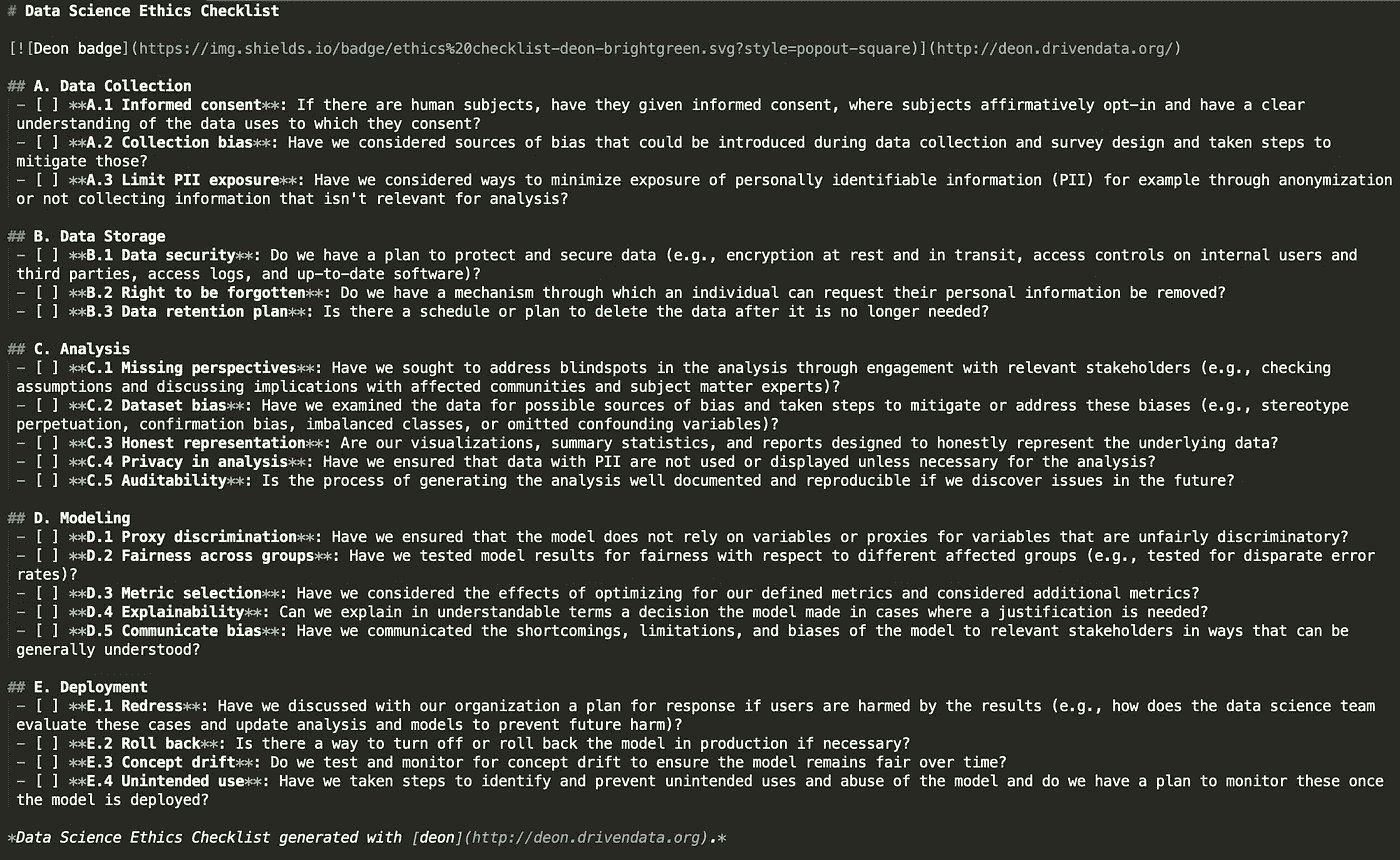 # Data Science Ethics Checklist
[![Deon badge](https://img.shields.io/badge/ethics%20checklist-deon-brightgreen.svg?style=popout-square)](http://deon.drivendata.org/)
## A. Data Collection
- [ ] **A.1 Informed consent**: If there are human subjects, have they given informed consent, where subjects affirmatively opt-in and have a clear
understanding of the data uses to which they consent?
- [ ] **A.2 Collection bias**: Have we considered sources of bias that could be introduced during data collection and survey design and taken steps to
mitigate those?
- [ ] **A.3 Limit PII exposure**: Have we considered ways to minimize exposure of personally identifiable information (PII) for example through anonymization
or not collecting information that isn't relevant for analysis?
## B. Data Storage
- [ ] **B.1 Data security**: Do we have a plan to protect and secure data (e.g., encryption at rest and in transit, access controls on internal users and
third parties, access logs, and up-to-date software)?
- [ ] **B.2 Right to be forgotten**: Do we have a mechanism through which an individual can request their personal information be removed?
- [ ] **B.3 Data retention plan**: Is there a schedule or plan to delete the data after it is no longer needed?
## C. Analysis
- [ ] **C.1 Missing perspectives**: Have we sought to address blindspots in the analysis through engagement with relevant stakeholders (e.g., checking
assumptions and discussing implications with affected communities and subject matter experts)?
- [ ] **C.2 Dataset bias**: Have we examined the data for possible sources of bias and taken steps to mitigate or address these biases (e.g., stereotype
perpetuation, confirmation bias, imbalanced classes, or omitted confounding variables)?
- [ ] **C.3 Honest representation**: Are our visualizations, summary statistics, and reports designed to honestly represent the underlying data?
- [ ] **C.4 Privacy in analysis**: Have we ensured that data with PII are not used or displayed unless necessary for the analysis?
- [ ] **C.5 Auditability**: Is the process of generating the analysis well documented and reproducible if we discover issues in the future?
## D. Modeling
- [ ] **D.1 Proxy discrimination**: Have we ensured that the model does not rely on variables or proxies for variables that are unfairly discriminatory?
- [ ] **D.2 Fairness across groups**: Have we tested model results for fairness with respect to different affected groups (e.g., tested for disparate error
rates)?
- [ ] **D.3 Metric selection**: Have we considered the effects of optimizing for our defined metrics and considered additional metrics?
- [ ] **D.4 Explainability**: Can we explain in understandable terms a decision the model made in cases where a justification is needed?
- [ ] **D.5 Communicate bias**: Have we communicated the shortcomings, limitations, and biases of the model to relevant stakeholders in ways that can be
generally understood?
## E. Deployment
- [ ] **E.1 Redress**: Have we discussed with our organization a plan for response if users are harmed by the results (e.g., how does the data science team
evaluate these cases and update analysis and models to prevent future harm)?
- [ ] **E.2 Roll back**: Is there a way to turn off or roll back the model in production if necessary?
- [ ] **E.3 Concept drift**: Do we test and monitor for concept drift to ensure the model remains fair over time?
- [ ] **E.4 Unintended use**: Have we taken steps to identify and prevent unintended uses and abuse of the model and do we have a plan to monitor these once
the model is deployed?
*Data Science Ethics Checklist generated with [deon](http://deon.drivendata.org).*